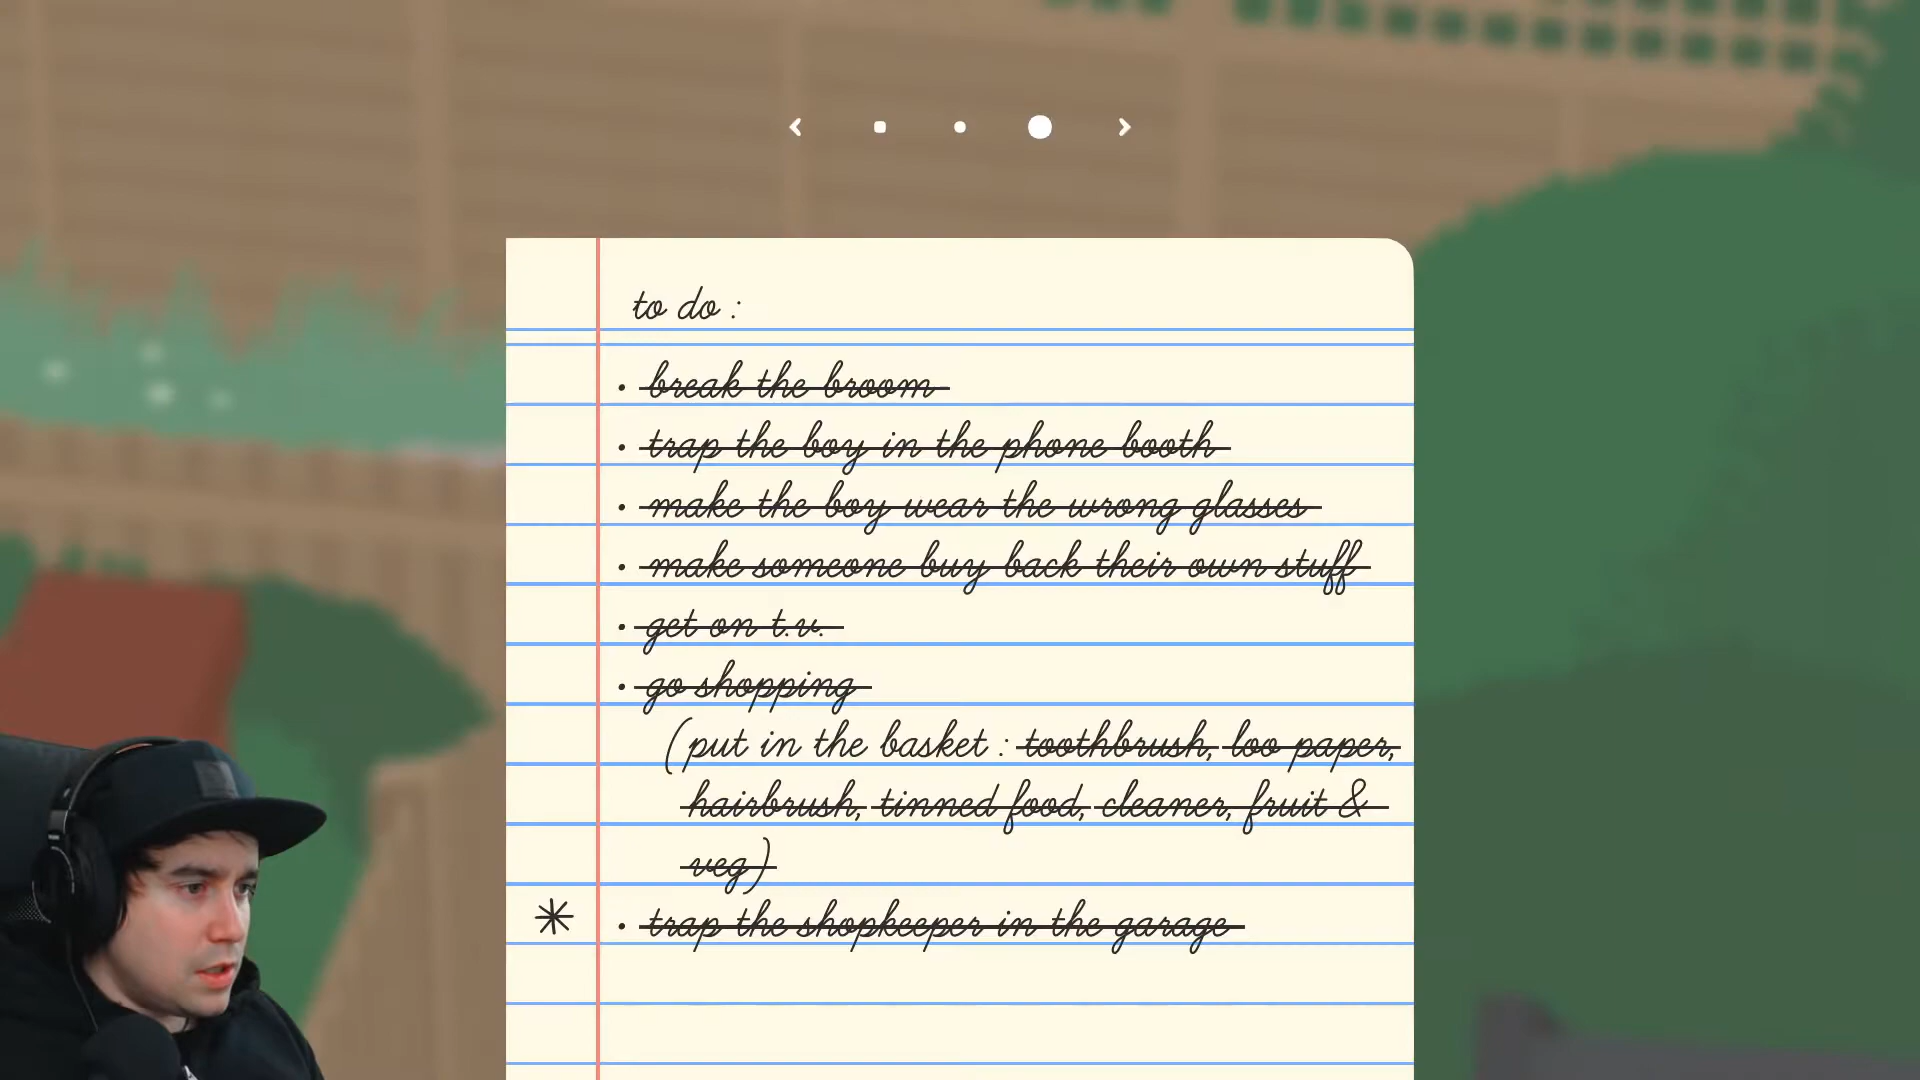 to do :
• break the broom
• trap the boy in the phone booth
• make the boy wear the wrong glasses
• make someone buy back their own stuff
• get on t.v.
• go shopping
(put in the basket : toothbrush, loo paper,
hairbrush, tinned food, cleaner, fruit &
veg)
* • trap the shopkeeper in the garage